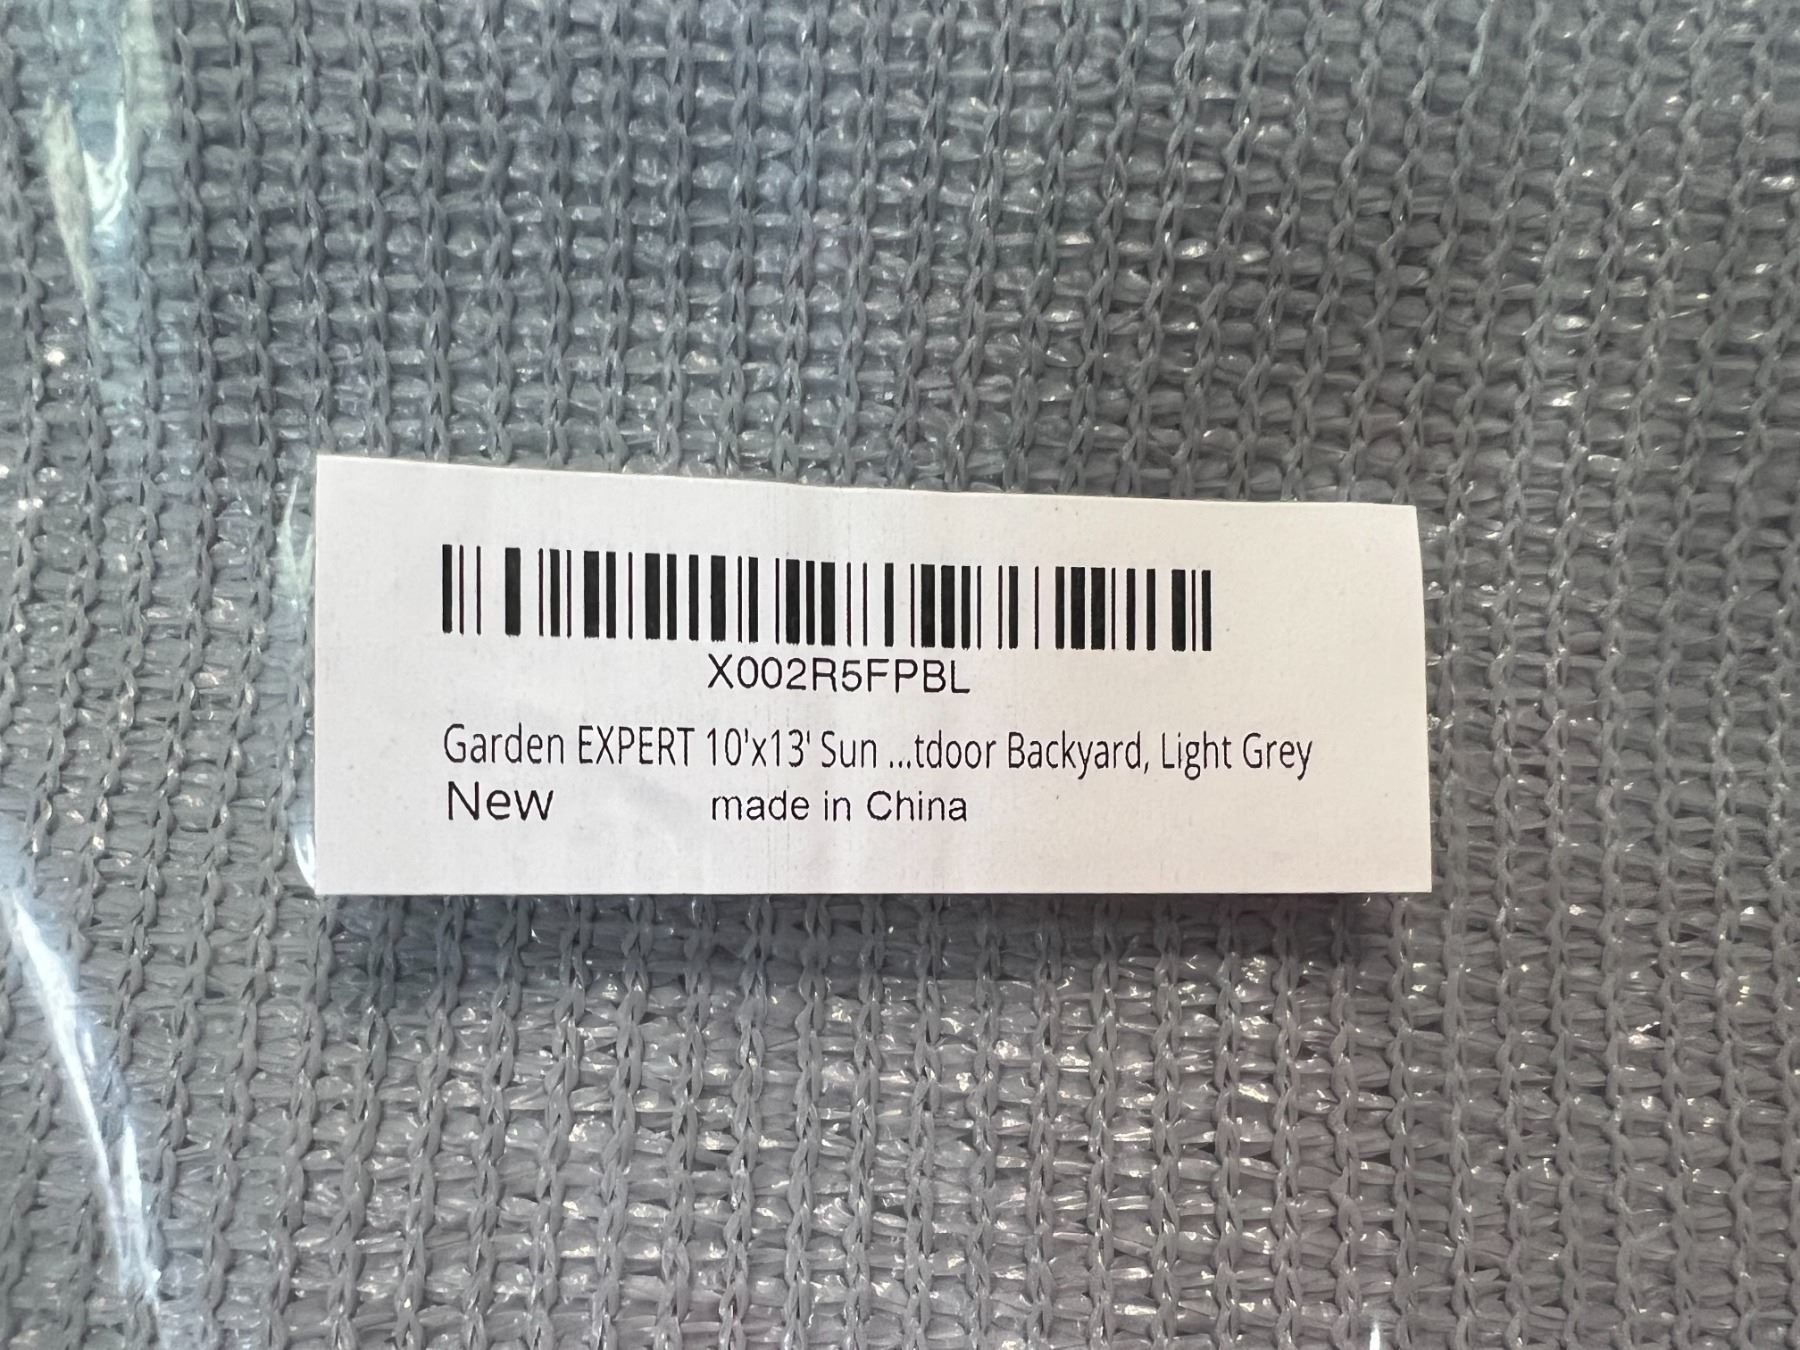 X002R5FPBL
Garden EXPERT 10'x13' Sun ...tdoor Backyard, Light Grey
New made in China